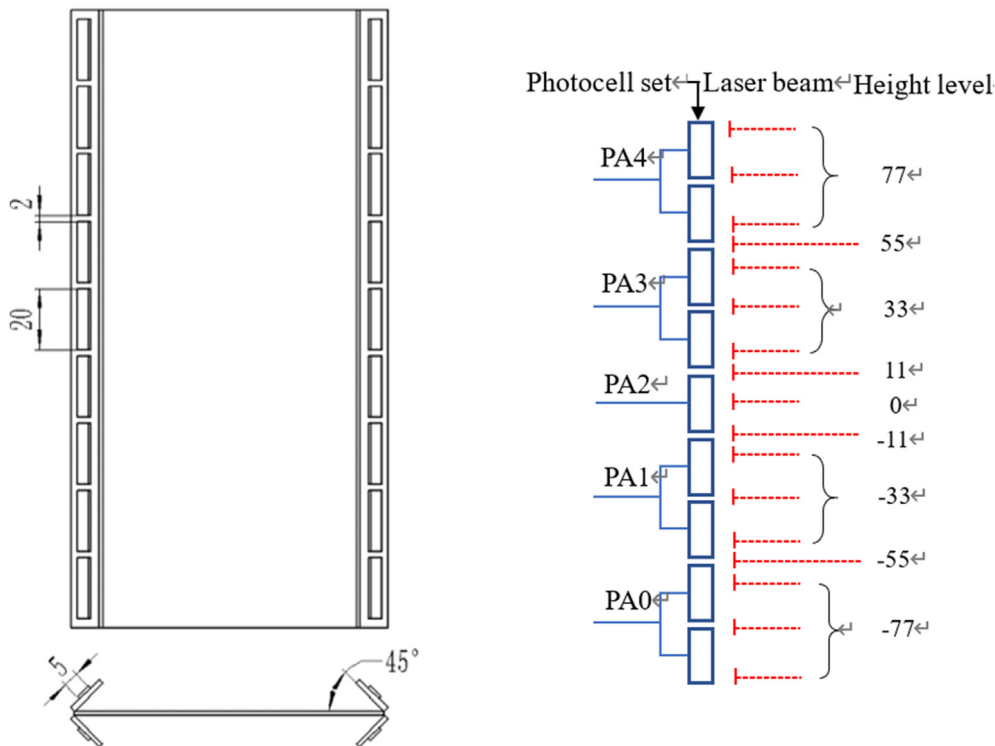 2
20
5
45°
Photocell set↵ Laser beam↵ Height level↵
PA4↵
77↵
55↵
PA3↵
33↵
11↵
PA2↵
0↵
-11↵
PA1↵
-33↵
-55↵
PA0↵
-77↵